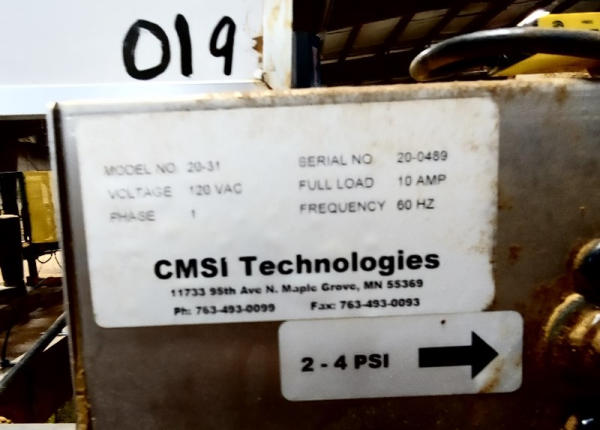 019
MODEL NO 20-31 SERIAL NO 20-0489
VOLTAGE 120 VAC FULL LOAD 10 AMP
PHASE 1 FREQUENCY 60 HZ
CMSI Technologies
11733 95th Ave N. Maple Grove, MN 55369
Ph: 763-493-0099 Fax: 763-493-0093
2 - 4 PSI